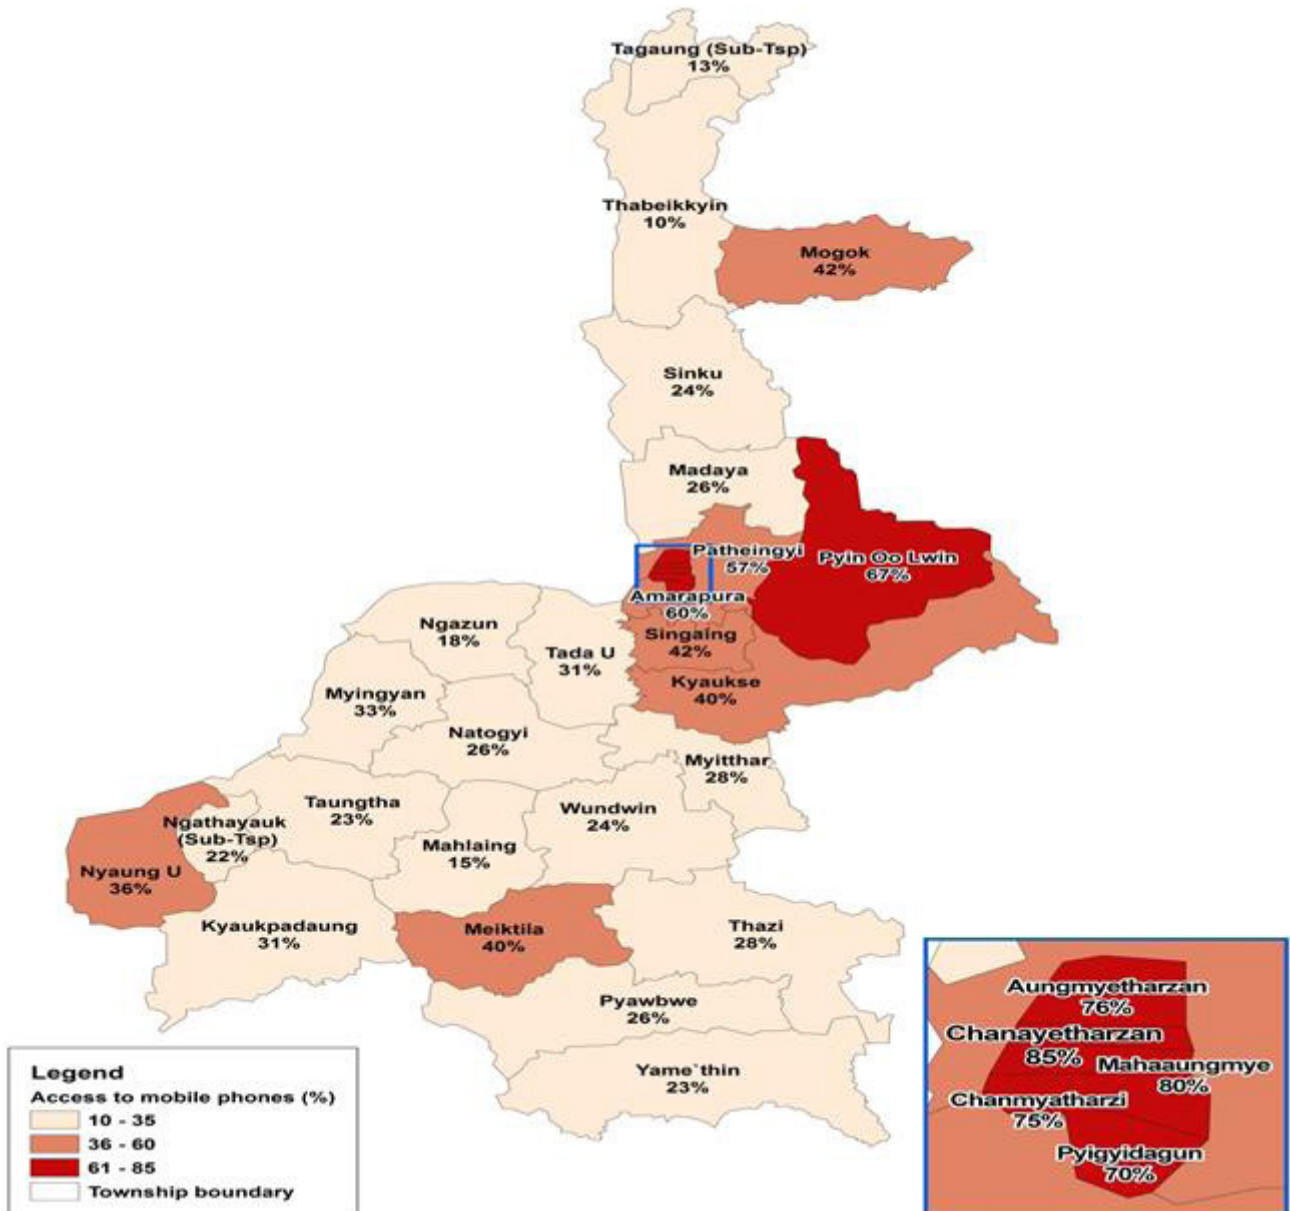 Tagaung (Sub-Tsp)
13%
Thabeikkyin
10%
Mogok
42%
Sinku
24%
Madaya
26%
Patheingyi
57%
Pyin Oo Lwin
67%
Amarapura
60%
Singaing
42%
Kyaukse
40%
Ngazun
18%
Tada U
31%
Myingyan
33%
Natogyi
26%
Myitthar
28%
Taungtha
23%
Wundwin
24%
Ngathayauk
(Sub-Tsp)
22%
Mahlaing
15%
Nyaung U
36%
Kyaukpadaung
31%
Meiktila
40%
Thazi
28%
Pyawbwe
26%
Yame`thin
23%
Aungmyetharzan
76%
Chanayetharzan
85%
Mahaaungmye
80%
Chanmyatharzi
75%
Pyigyidagun
70%
Legend
Access to mobile phones (%)
10 - 35
36 - 60
61 - 85
Township boundary